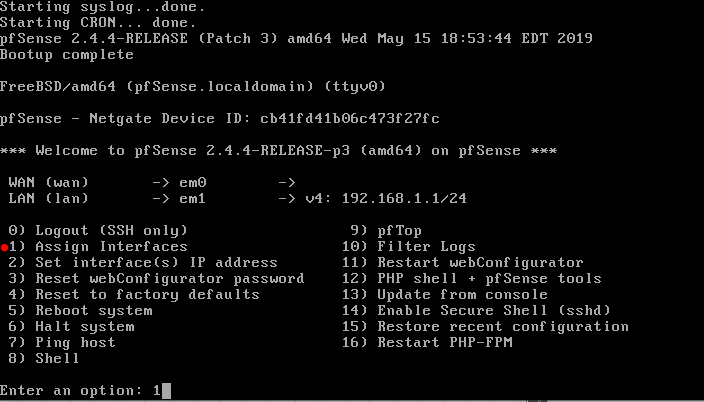 Starting syslog...done.
Starting CRON... done.
pfSense 2.4.4-RELEASE (Patch 3) amd64 Wed May 15 18:53:44 EDT 2019
Bootup complete
FreeBSD/amd64 (pfSense.localdomain) (ttyv0)
pfSense - Netgate Device ID: cb41fd41b06c473f27fc
*** Welcome to pfSense 2.4.4-RELEASE-p3 (amd64) on pfSense ***
WAN (wan)       -> em0        ->
LAN (lan)       -> em1        -> v4: 192.168.1.1/24
0) Logout (SSH only)                  9) pfTop
1) Assign Interfaces                 10) Filter Logs
2) Set interface(s) IP address       11) Restart webConfigurator
3) Reset webConfigurator password    12) PHP shell + pfSense tools
4) Reset to factory defaults         13) Update from console
5) Reboot system                     14) Enable Secure Shell (sshd)
6) Halt system                       15) Restore recent configuration
7) Ping host                         16) Restart PHP-FPM
8) Shell
Enter an option: 1